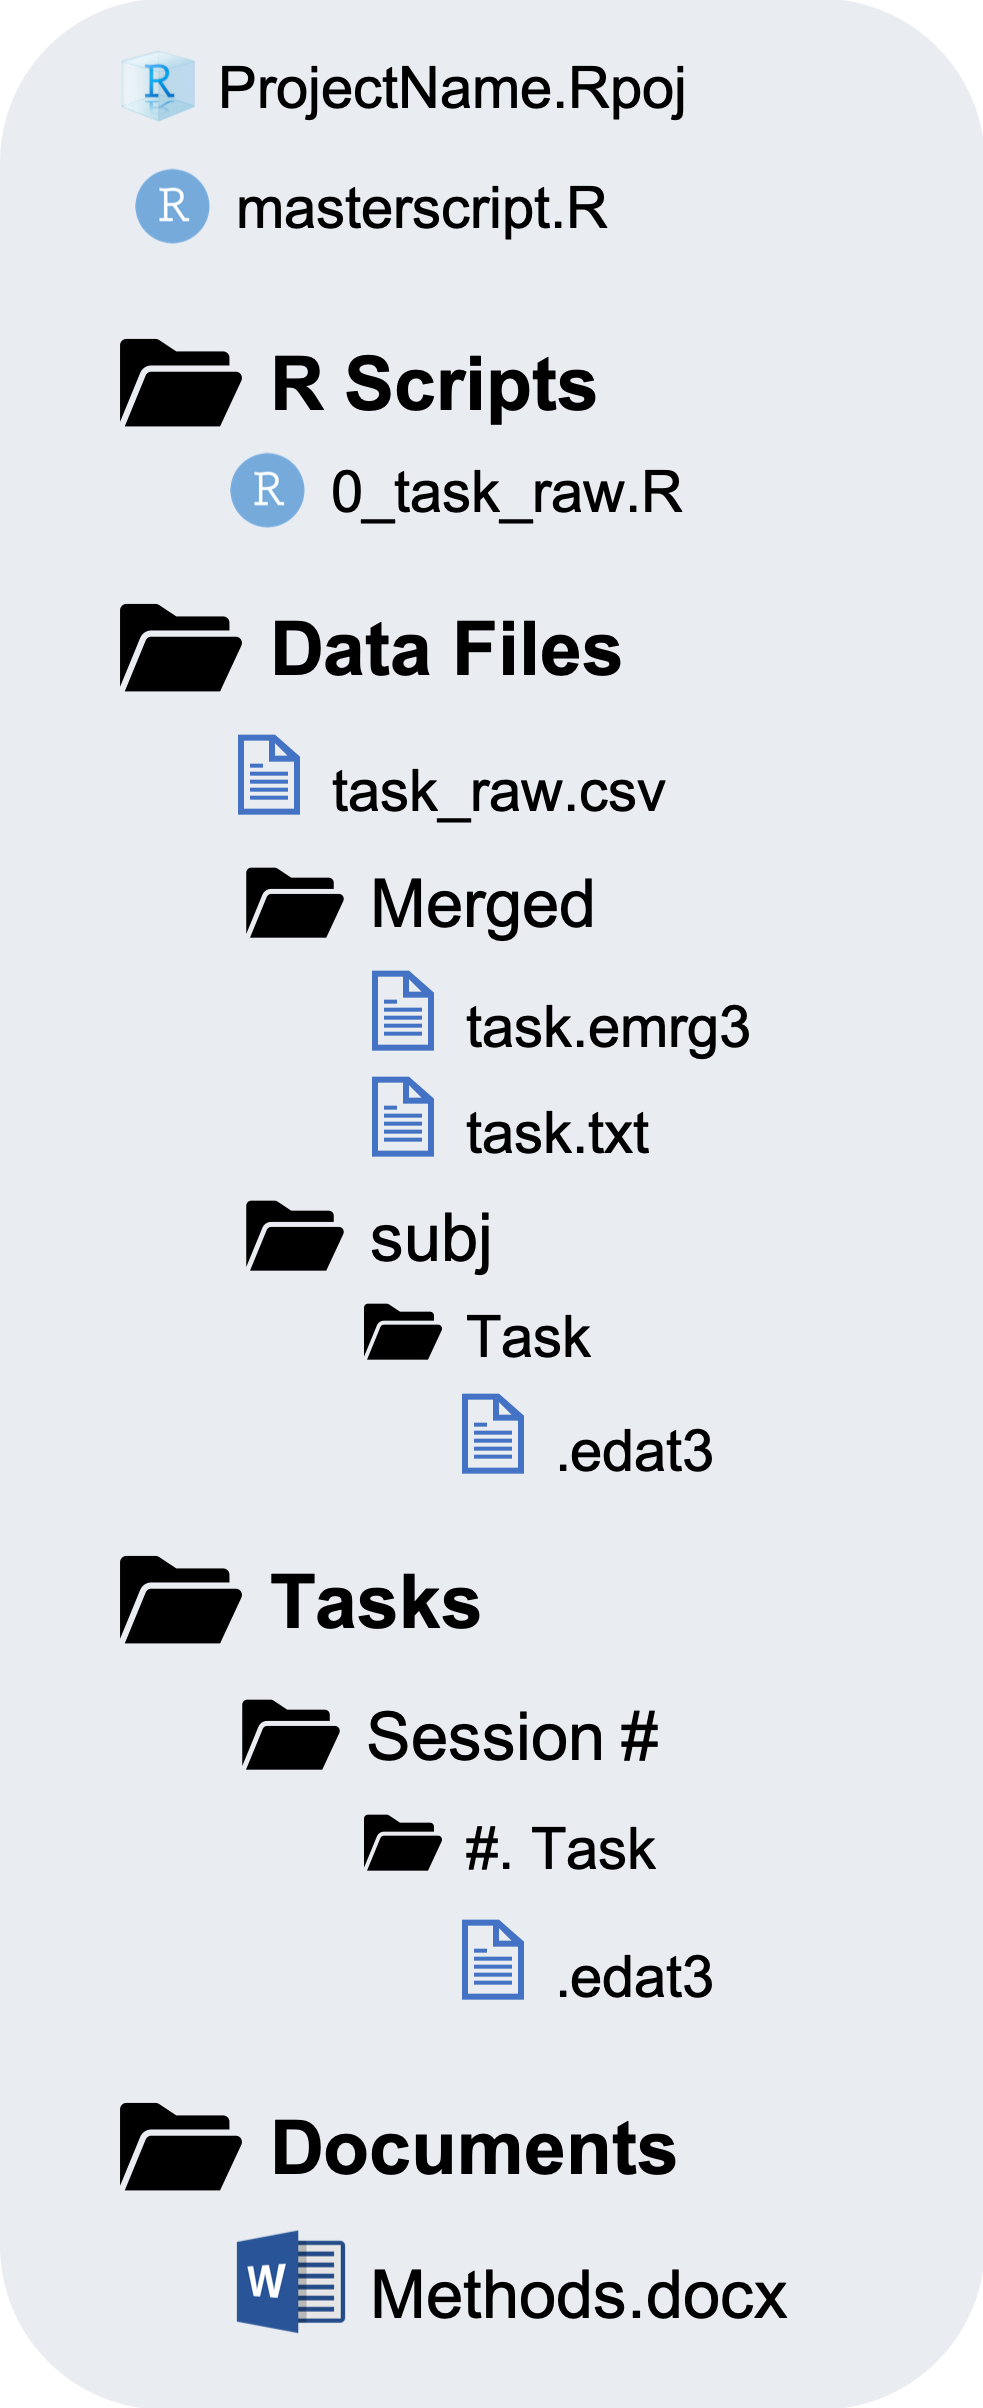 R ProjectName.Rpoj
R masterscript.R
R Scripts
R 0_task_raw.R
Data Files
task_raw.csv
Merged
task.emrg3
task.txt
subj
Task
.edat3
Tasks
Session #
#. Task
.edat3
Documents
W Methods.docx